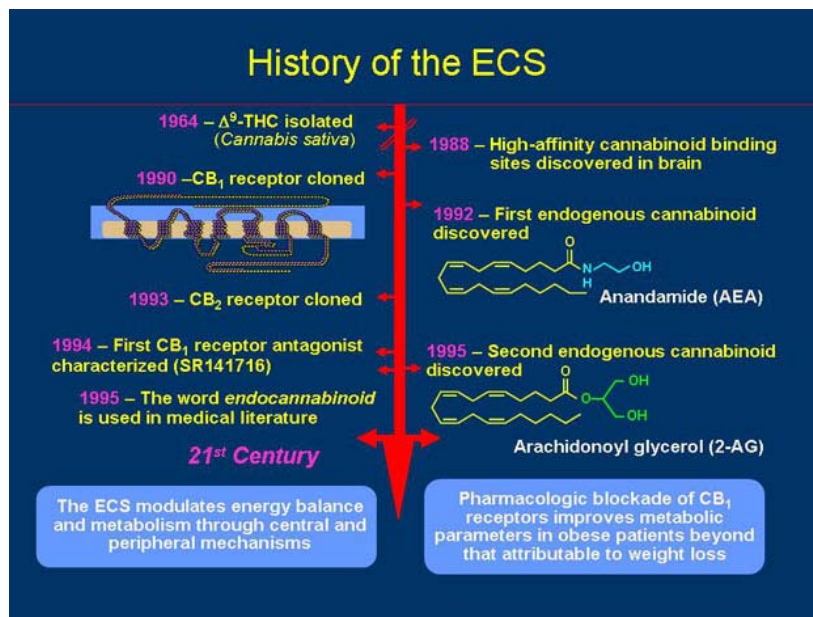 History of the ECS
1964 – Δ⁹-THC isolated
(Cannabis sativa)
1988 – High-affinity cannabinoid binding
sites discovered in brain
1990 –CB₁ receptor cloned
1992 – First endogenous cannabinoid
discovered
O
N
H
OH
Anandamide (AEA)
1993 – CB₂ receptor cloned
1994 – First CB₁ receptor antagonist
characterized (SR141716)
1995 – Second endogenous cannabinoid
discovered
O
O
OH
OH
Arachidonoyl glycerol (2-AG)
1995 – The word endocannabinoid
is used in medical literature
21st Century
The ECS modulates energy balance
and metabolism through central and
peripheral mechanisms
Pharmacologic blockade of CB₁
receptors improves metabolic
parameters in obese patients beyond
that attributable to weight loss